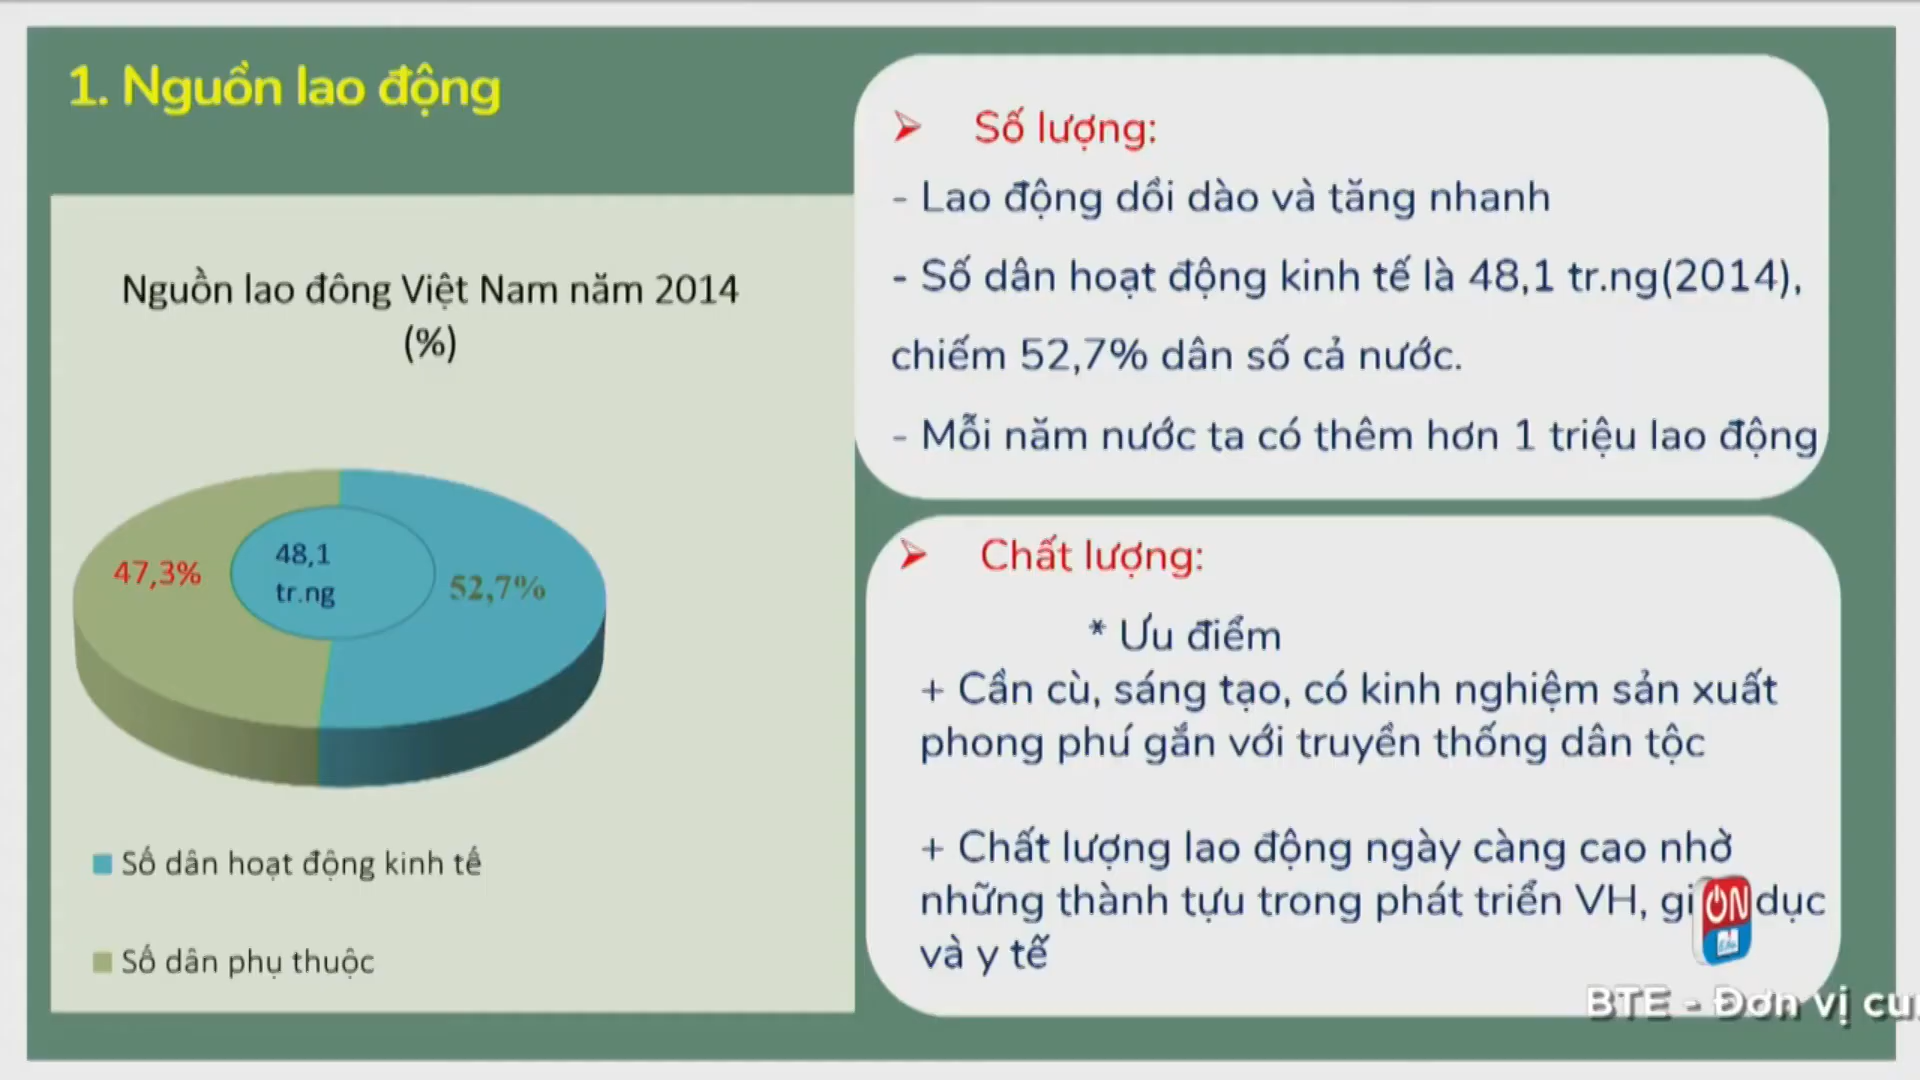 1. Nguồn lao động
Nguồn lao đông Việt Nam năm 2014
(%)
47,3%
48,1
tr.ng
52,7%
Số dân hoạt động kinh tế
Số dân phụ thuộc
Số lượng:
- Lao động dồi dào và tăng nhanh
- Số dân hoạt động kinh tế là 48,1 tr.ng(2014),
chiếm 52,7% dân số cả nước.
- Mỗi năm nước ta có thêm hơn 1 triệu lao động
Chất lượng:
* Ưu điểm
+ Cần cù, sáng tạo, có kinh nghiệm sản xuất
phong phú gắn với truyền thống dân tộc
+ Chất lượng lao động ngày càng cao nhờ
những thành tựu trong phát triển VH, gi dục
và y tế
ON
BTE - Đơn vị cu